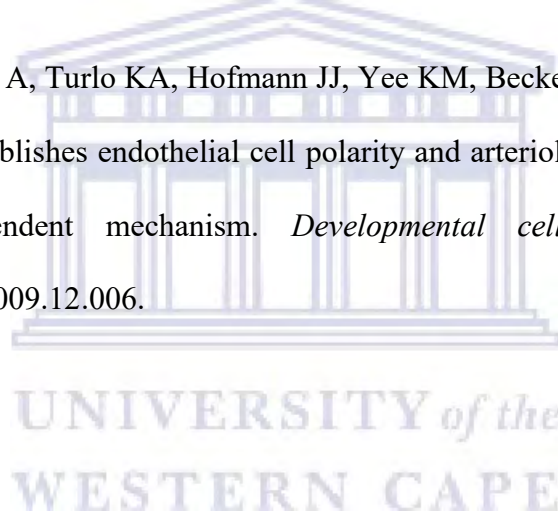 A, Turlo KA, Hofmann JJ, Yee KM, Becke
blishes endothelial cell polarity and arteriol
endent mechanism. Developmental cell
009.12.006.
UNIVERSITY of the
WESTERN CAPE